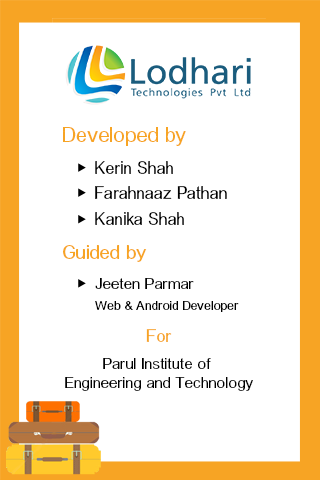 Lodhari
Technologies Pvt Ltd
Developed by
Kerin Shah
Farahnaaz Pathan
Kanika Shah
Guided by
Jeeten Parmar
Web & Android Developer
For
Parul Institute of
Engineering and Technology